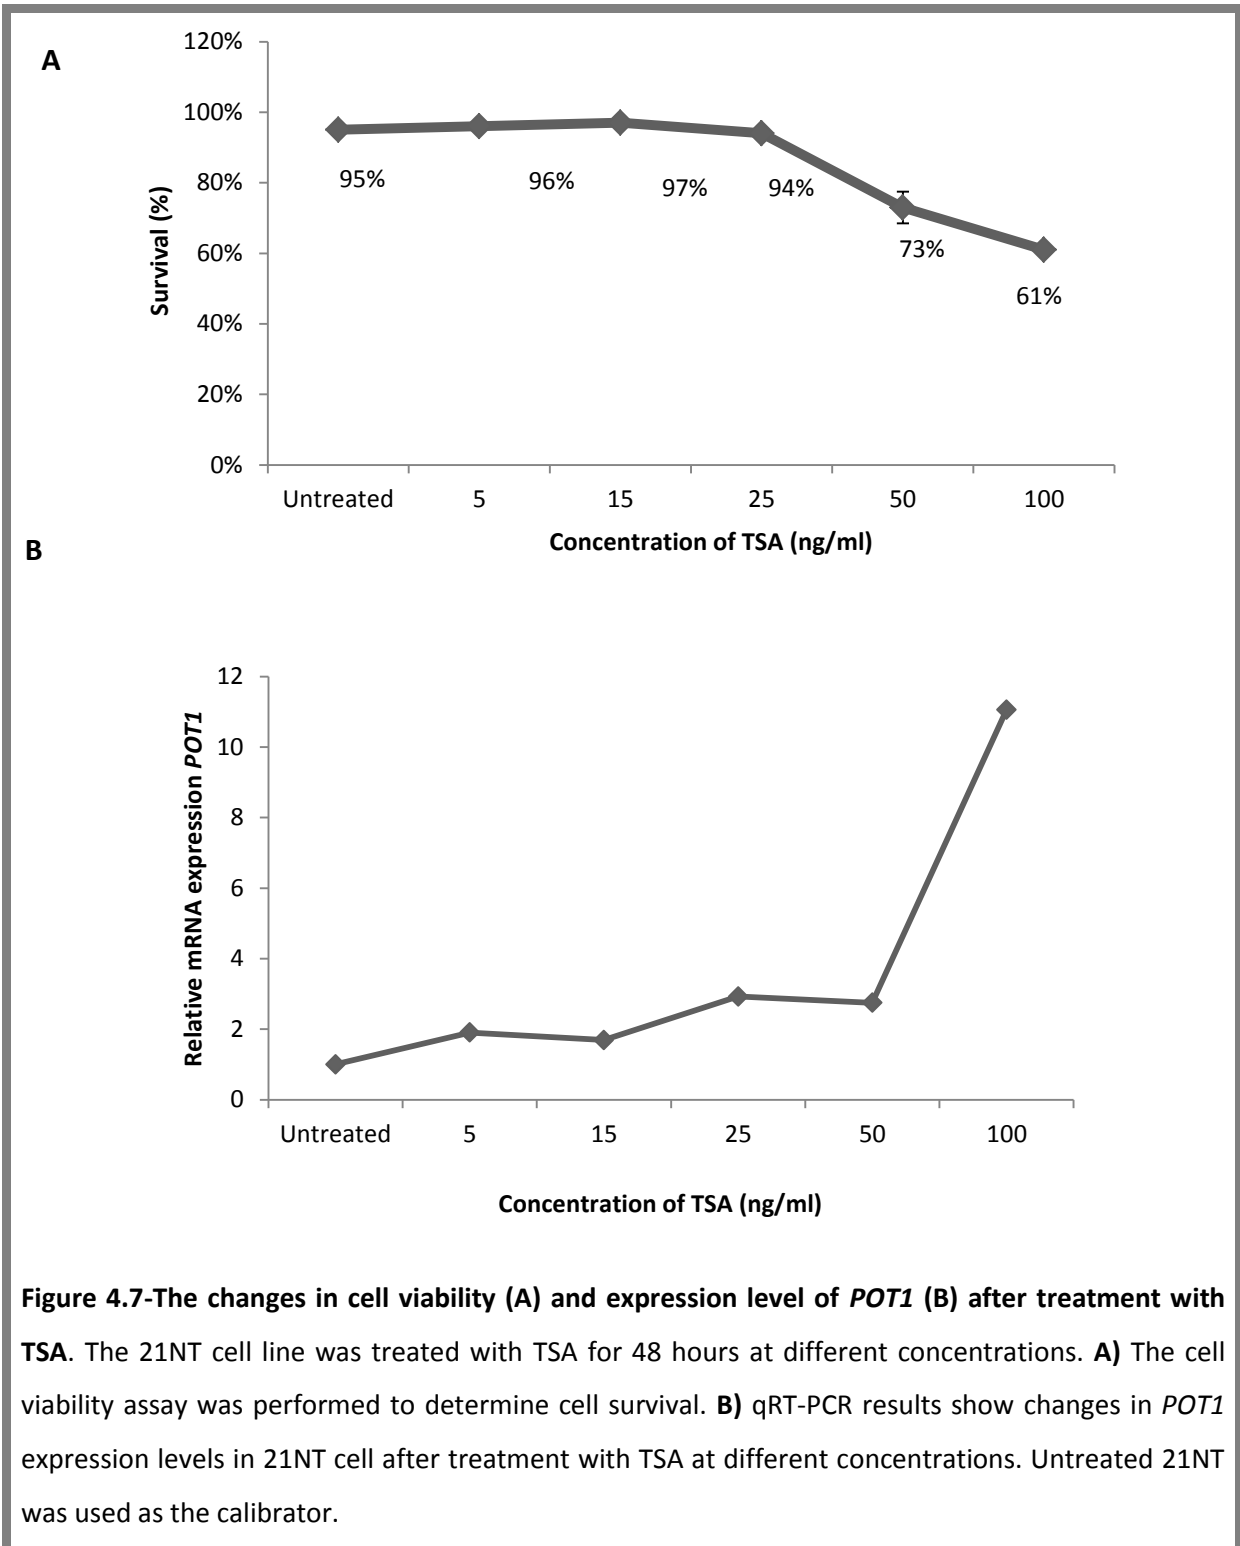 A
120%
100%
80%
60%
40%
20%
0%
Survival (%)
95%
96%
97%
94%
73%
61%
Untreated 5 15 25 50 100
Concentration of TSA (ng/ml)
B
12
10
8
6
4
2
0
Relative mRNA expression POT1
Untreated 5 15 25 50 100
Concentration of TSA (ng/ml)
Figure 4.7-The changes in cell viability (A) and expression level of POT1 (B) after treatment with
TSA. The 21NT cell line was treated with TSA for 48 hours at different concentrations. A) The cell
viability assay was performed to determine cell survival. B) qRT-PCR results show changes in POT1
expression levels in 21NT cell after treatment with TSA at different concentrations. Untreated 21NT
was used as the calibrator.